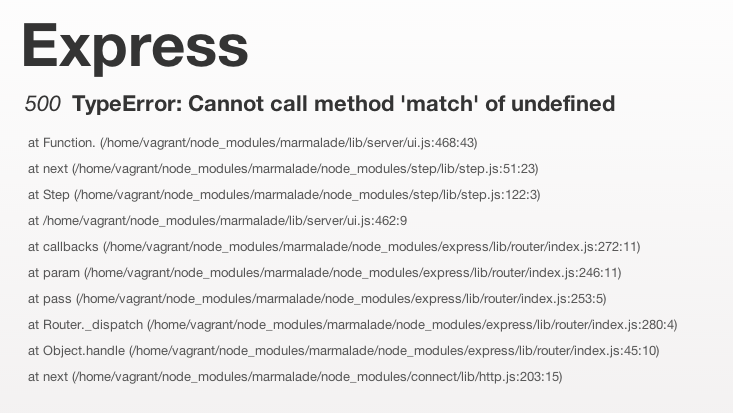 Express
500 TypeError: Cannot call method 'match' of undefined
at Function. (/home/vagrant/node_modules/marmalade/lib/server/ui.js:468:43)
at next (/home/vagrant/node_modules/marmalade/node_modules/step/lib/step.js:51:23)
at Step (/home/vagrant/node_modules/marmalade/node_modules/step/lib/step.js:122:3)
at /home/vagrant/node_modules/marmalade/lib/server/ui.js:462:9
at callbacks (/home/vagrant/node_modules/marmalade/node_modules/express/lib/router/index.js:272:11)
at param (/home/vagrant/node_modules/marmalade/node_modules/express/lib/router/index.js:246:11)
at pass (/home/vagrant/node_modules/marmalade/node_modules/express/lib/router/index.js:253:5)
at Router._dispatch (/home/vagrant/node_modules/marmalade/node_modules/express/lib/router/index.js:280:4)
at Object.handle (/home/vagrant/node_modules/marmalade/node_modules/express/lib/router/index.js:45:10)
at next (/home/vagrant/node_modules/marmalade/node_modules/connect/lib/http.js:203:15)